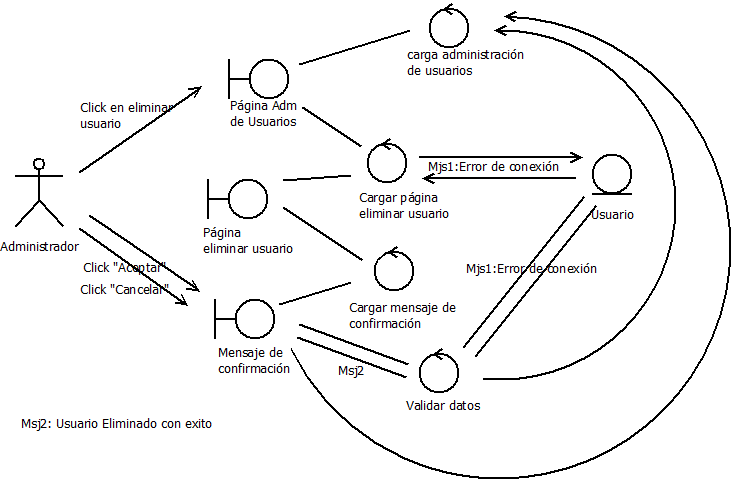 carga administración
de usuarios
Click en eliminar
usuario
Página Adm
de Usuarios
Mjs1:Error de conexión
Cargar página
eliminar usuario
Usuario
Página
eliminar usuario
Administrador
Click "Aceptar"
Click "Cancelar"
Mjs1:Error de conexión
Cargar mensaje de
confirmación
Mensaje de
confirmación
Msj2
Validar datos
Msj2: Usuario Eliminado con exito